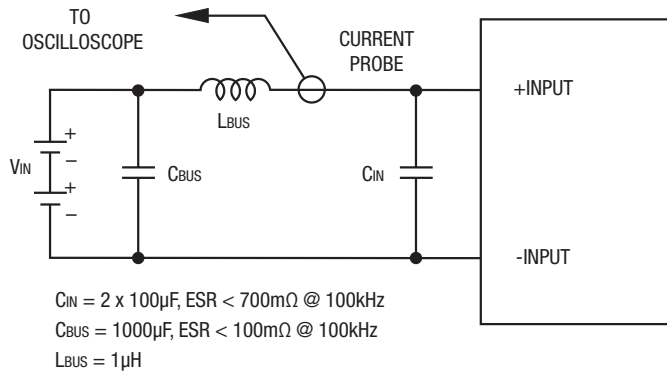 TO
OSCILLOSCOPE
CURRENT
PROBE
+INPUT
LBUS
VIN
+
−
+
−
CBUS
CIN
-INPUT
CIN = 2 x 100µF, ESR < 700mΩ @ 100kHz
CBUS = 1000µF, ESR < 100mΩ @ 100kHz
LBUS = 1µH